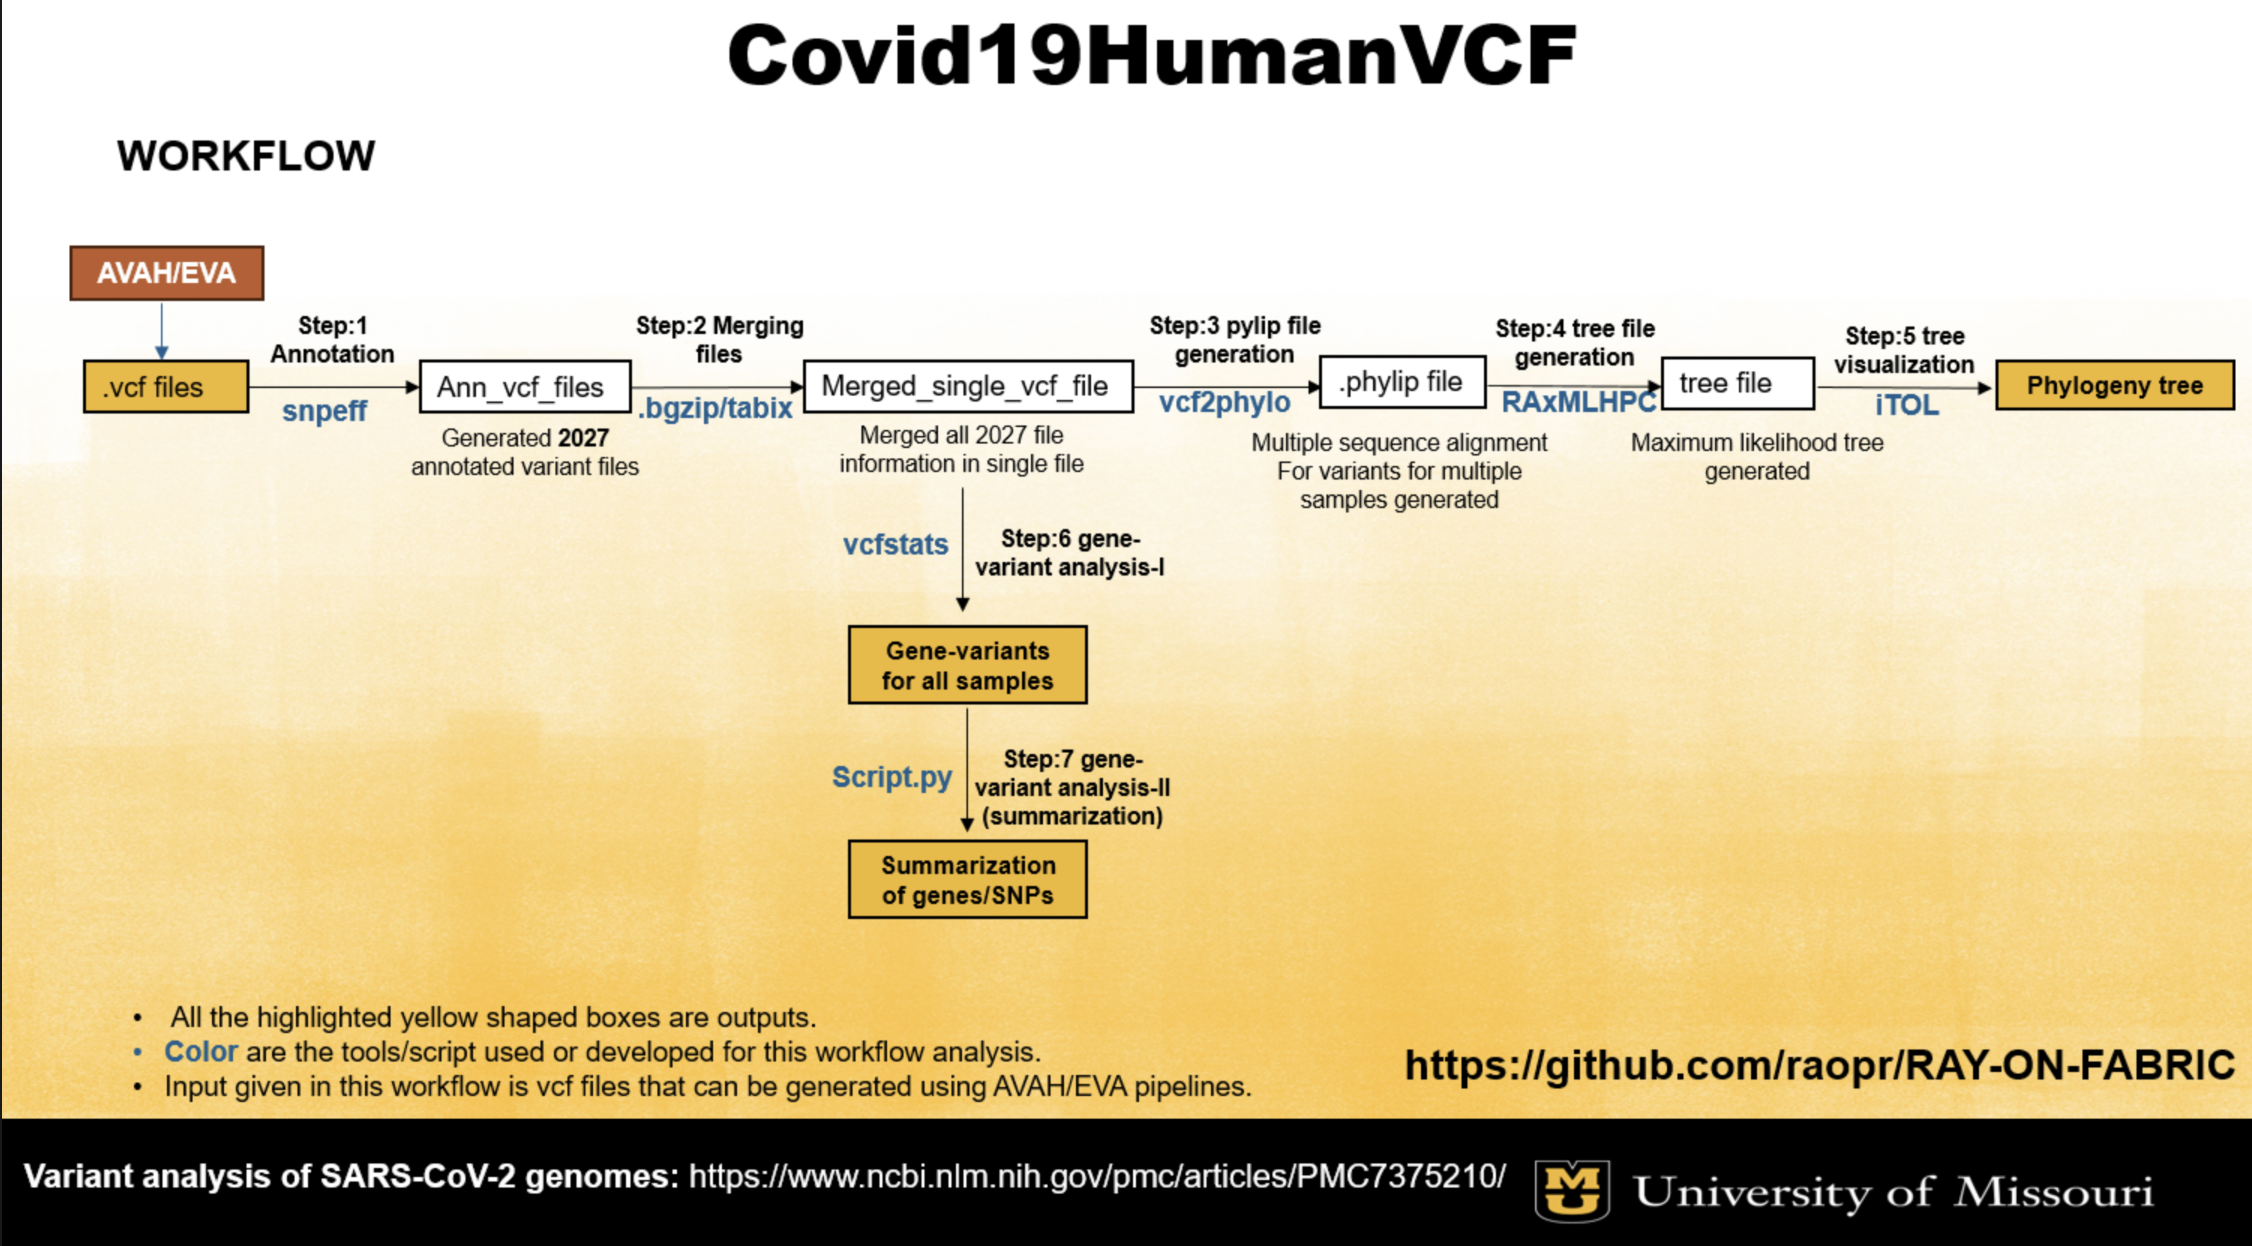 Covid19HumanVCF
WORKFLOW
AVAH/EVA
.vcf files
Step:1
Annotation
snpeff
Ann_vcf_files
Generated 2027
annotated variant files
Step:2 Merging
files
.bgzip/tabix
Merged_single_vcf_file
Merged all 2027 file
information in single file
Step:3 pylip file
generation
vcf2phylo
.phylip file
Multiple sequence alignment
For variants for multiple
samples generated
Step:4 tree file
generation
RAxMLHPC
tree file
Maximum likelihood tree
generated
Step:5 tree
visualization
iTOL
Phylogeny tree
vcfstats
Step:6 gene-
variant analysis-I
Gene-variants
for all samples
Script.py
Step:7 gene-
variant analysis-II
(summarization)
Summarization
of genes/SNPs
• All the highlighted yellow shaped boxes are outputs.
• Color are the tools/script used or developed for this workflow analysis.
• Input given in this workflow is vcf files that can be generated using AVAH/EVA pipelines.
https://github.com/raopr/RAY-ON-FABRIC
Variant analysis of SARS-CoV-2 genomes: https://www.ncbi.nlm.nih.gov/pmc/articles/PMC7375210/
MU
University of Missouri